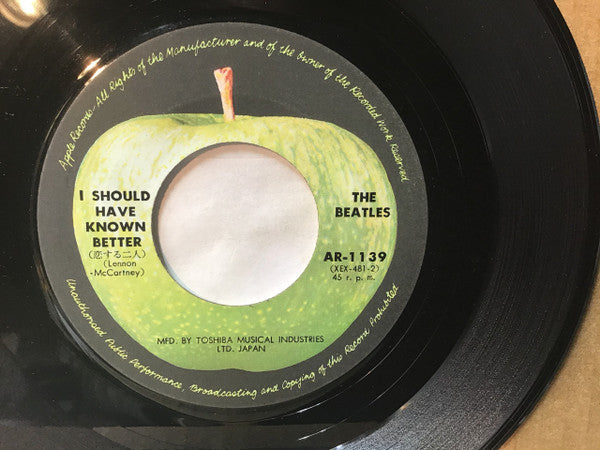 Apple Records-All Rights of the Manufacturer and of the Owner of the Recorded Work Reserved
I SHOULD
HAVE
KNOWN
BETTER
(恋する二人)
(Lennon
-McCartney)
THE
BEATLES
AR-1139
(XEX-481-2)
45 r. p. m.
MFD. BY TOSHIBA MUSICAL INDUSTRIES
LTD. JAPAN
Unauthorised Public Performance, Broadcasting and Copying of this Record Prohibited